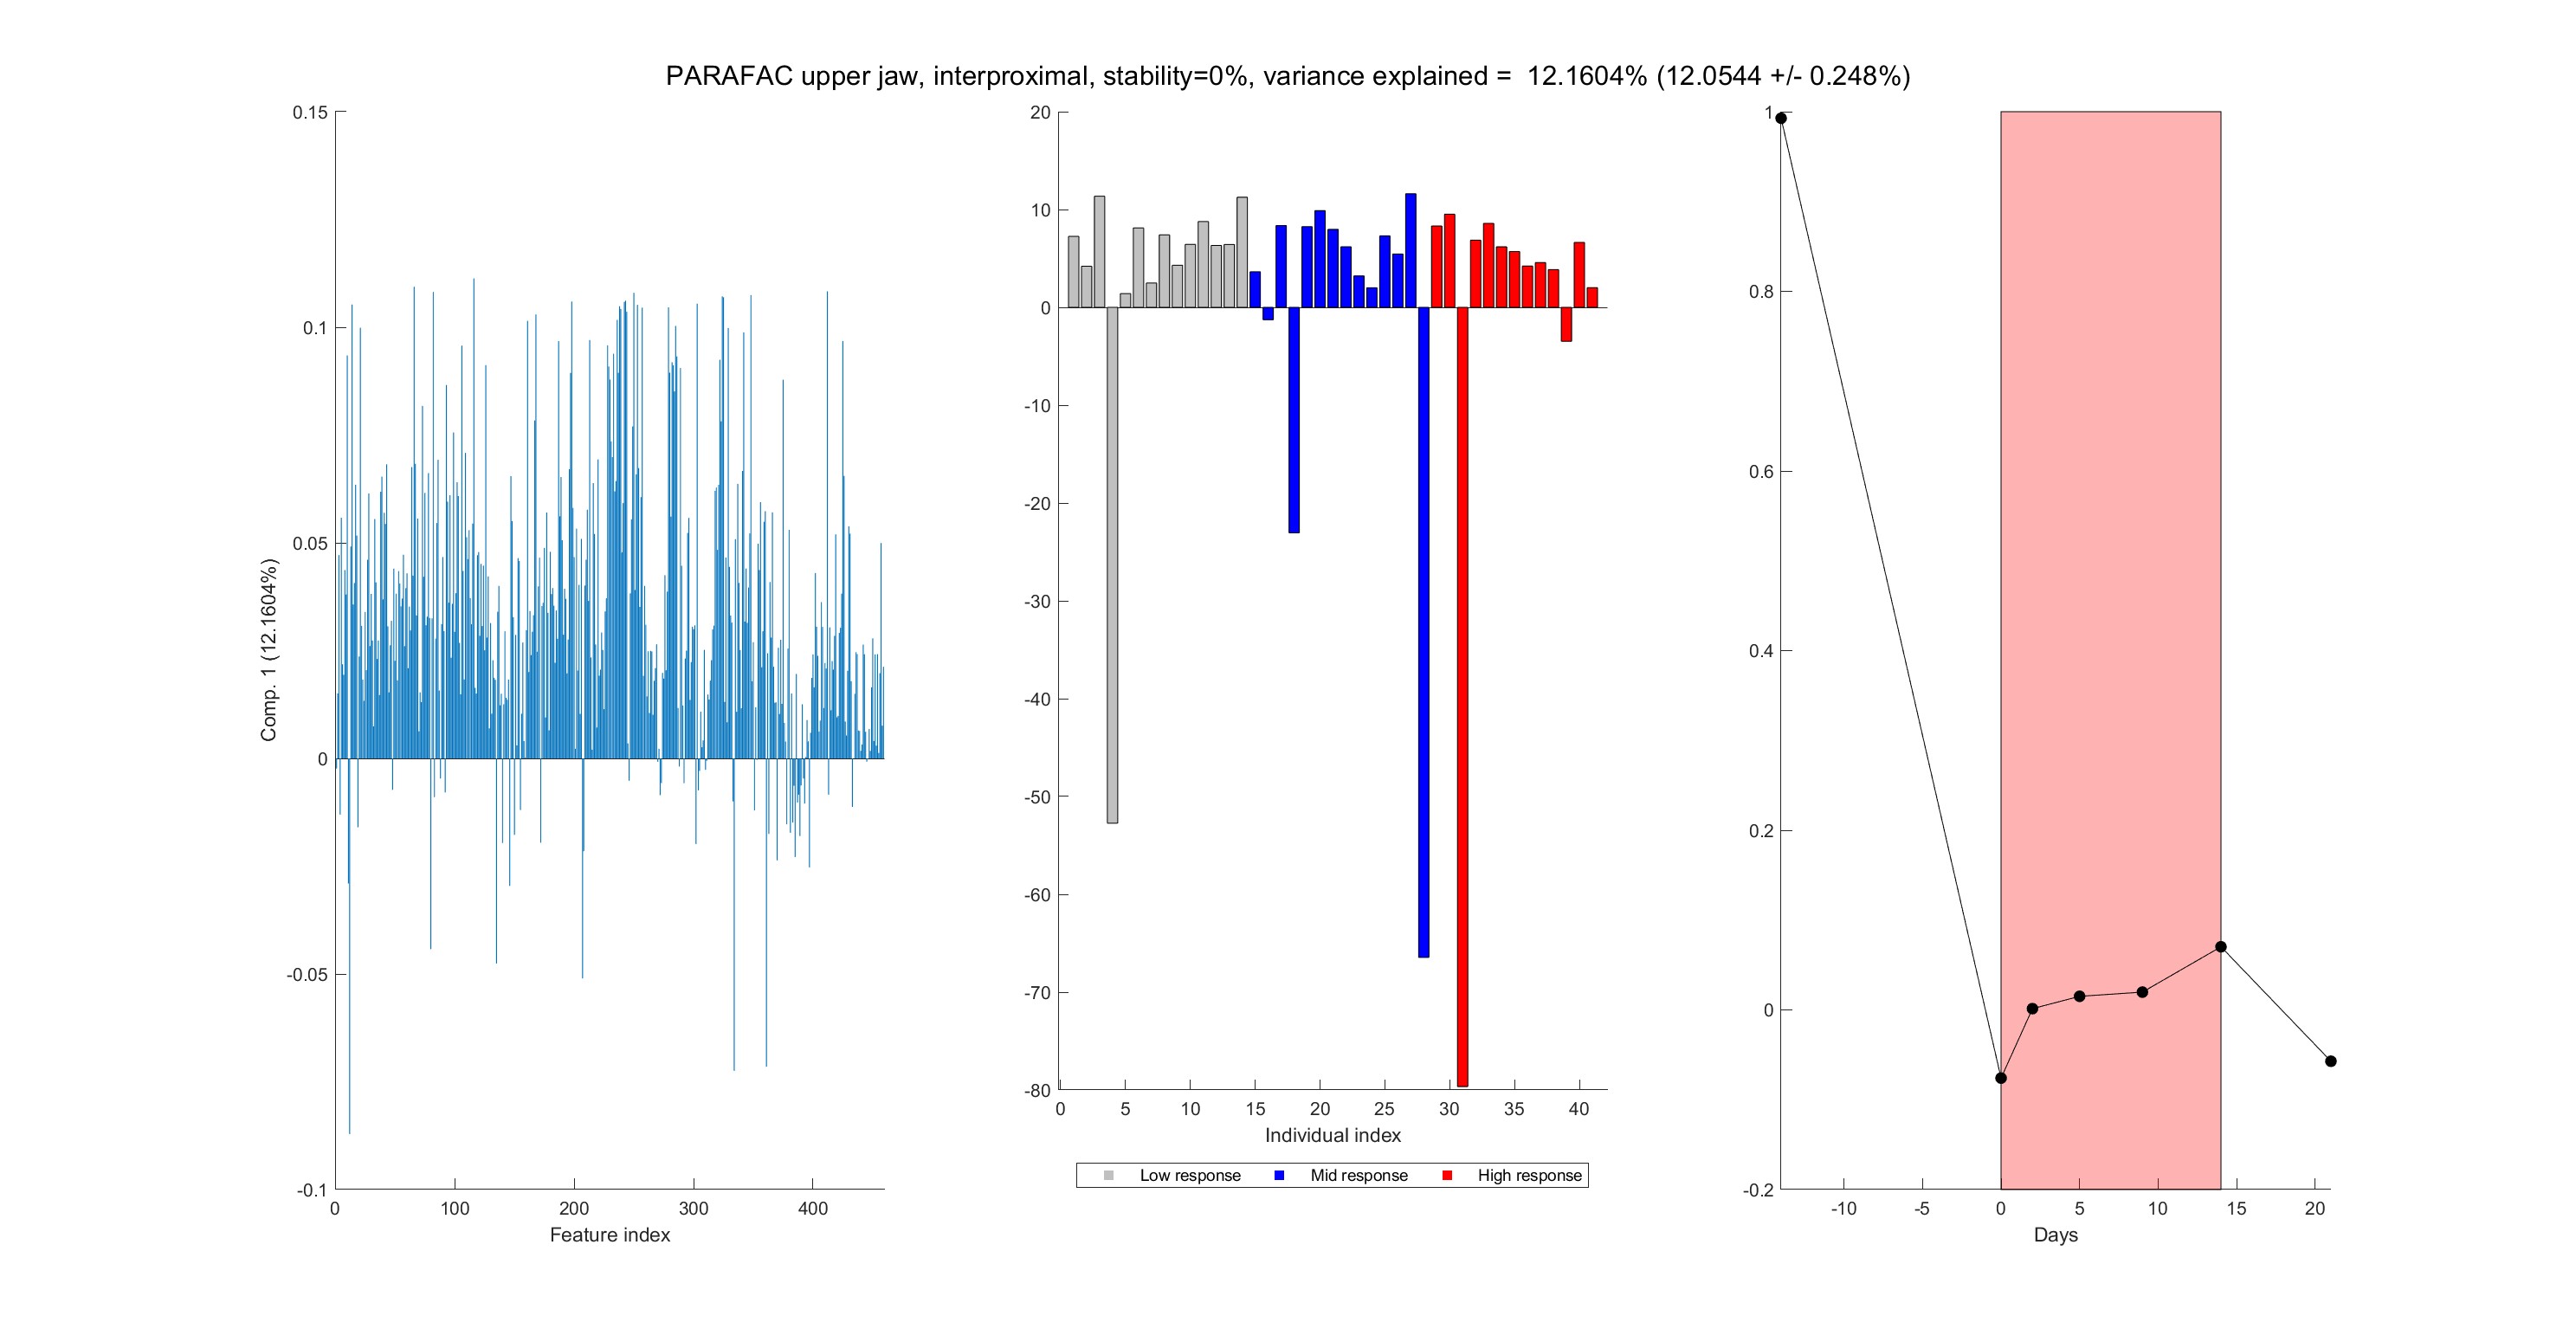 PARAFAC upper jaw, interproximal, stability=0%, variance explained =  12.1604% (12.0544 +/- 0.248%)
Comp. 1 (12.1604%)
0.15
0.1
0.05
0
-0.05
-0.1
0 100 200 300 400
Feature index
20
10
0
-10
-20
-30
-40
-50
-60
-70
-80
0 5 10 15 20 25 30 35 40
Individual index
Low response Mid response High response
1
0.8
0.6
0.4
0.2
0
-0.2
-10 -5 0 5 10 15 20
Days